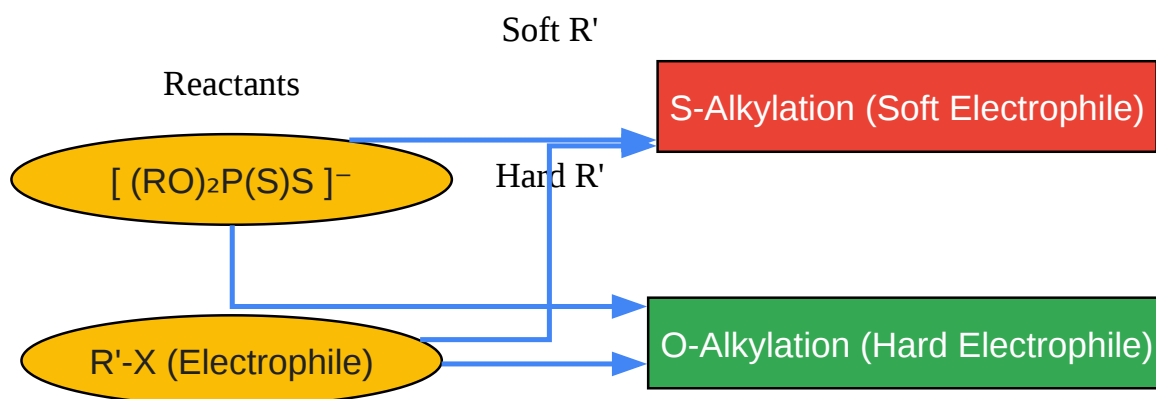 Soft R'
Reactants
S-Alkylation (Soft Electrophile)
[ (RO)₂P(S)S ]⁻
Hard R'
R'-X (Electrophile)
O-Alkylation (Hard Electrophile)